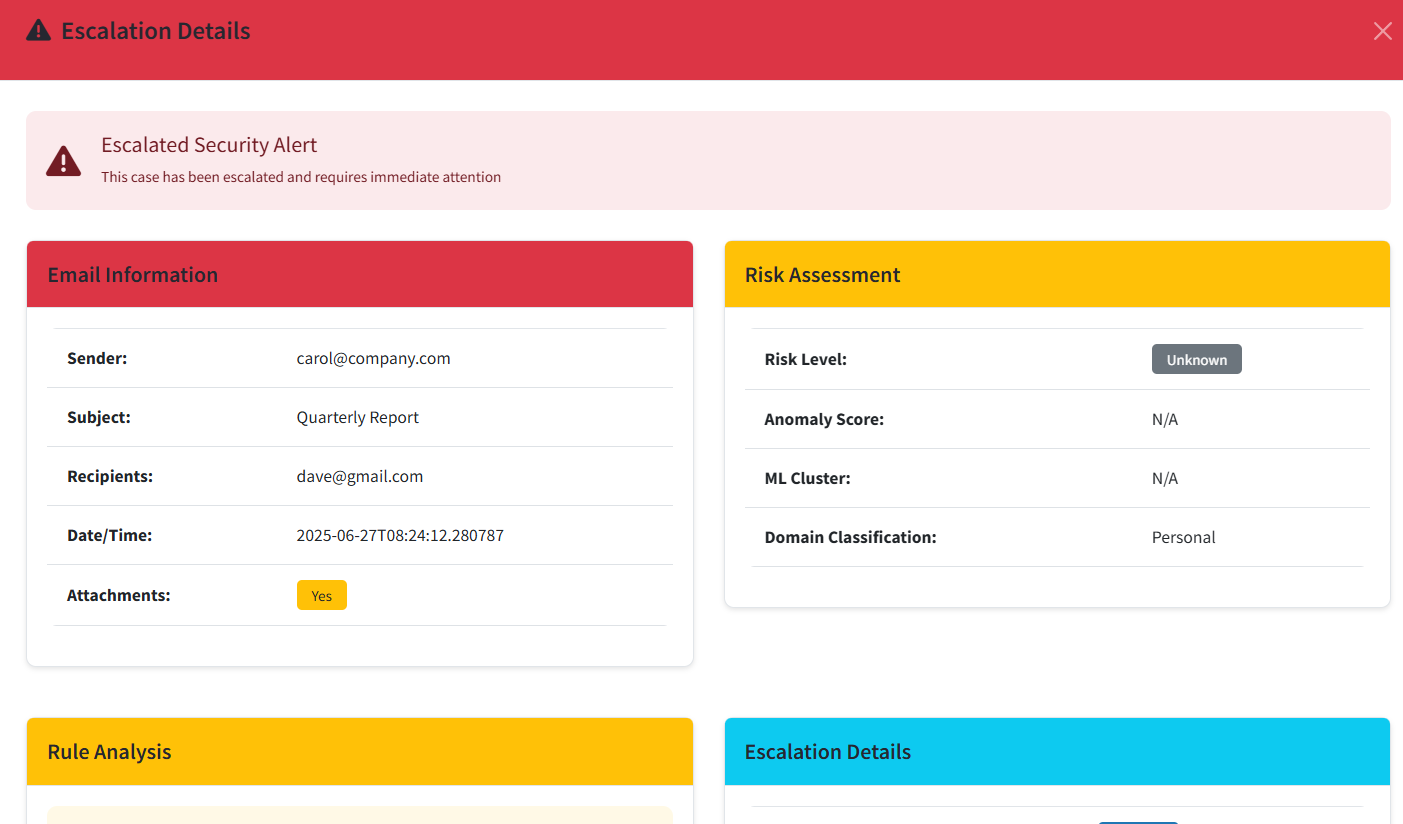 Escalation Details
Escalated Security Alert
This case has been escalated and requires immediate attention
Email Information
Sender: carol@company.com
Subject: Quarterly Report
Recipients: dave@gmail.com
Date/Time: 2025-06-27T08:24:12.280787
Attachments: Yes
Risk Assessment
Risk Level: Unknown
Anomaly Score: N/A
ML Cluster: N/A
Domain Classification: Personal
Rule Analysis
Escalation Details